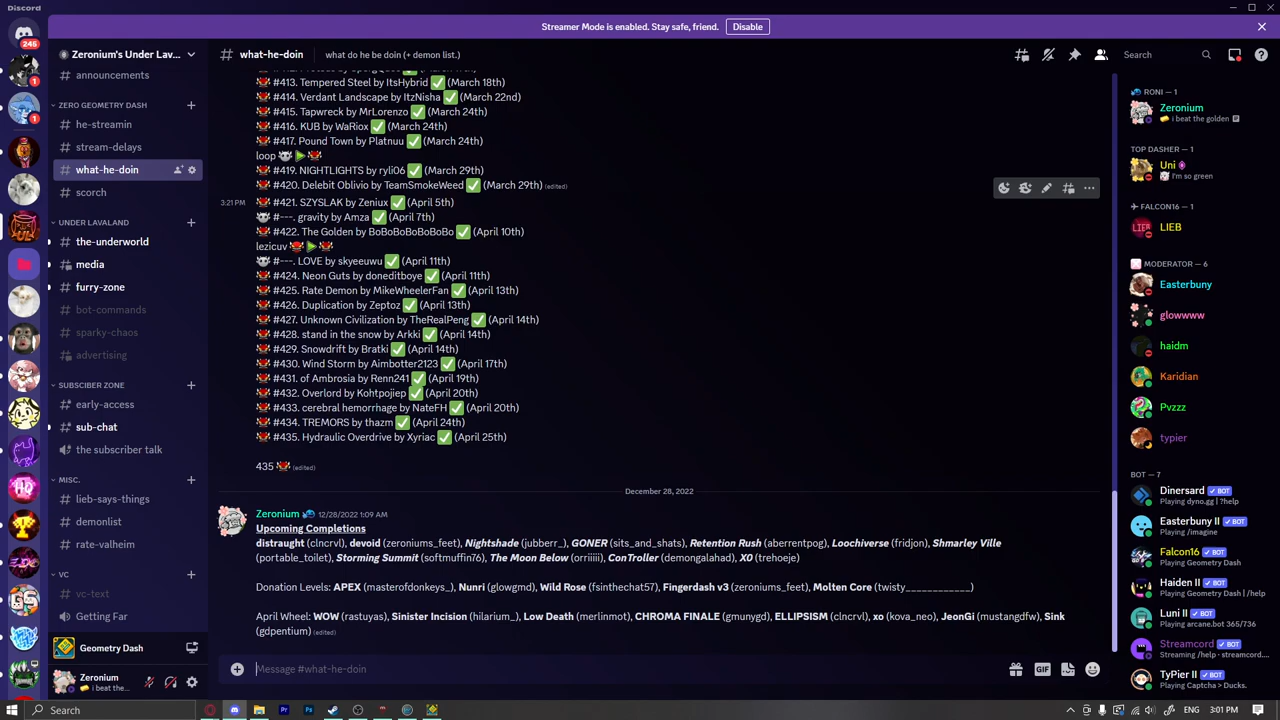 Discord
Streamer Mode is enabled. Stay safe, friend. Disable
246
1
1
Zeronium's Under Lav...
announcements
ZERO GEOMETRY DASH
he-streamin
stream-delays
what-he-doin
scorch
UNDER LAVALAND
the-underworld
media
furry-zone
bot-commands
sparky-chaos
advertising
SUBSCIBER ZONE
early-access
sub-chat
the subscriber talk
MISC.
lieb-says-things
demonlist
rate-valheim
VC
vc-text
Getting Far
Geometry Dash
Zeronium
i beat the...
what-he-doin what do he be doin (+ demon list.)
Search
#413. Tempered Steel by ItsHybrid ✅ (March 18th)
#414. Verdant Landscape by ItzNisha ✅ (March 22nd)
#415. Tapwreck by MrLorenzo ✅ (March 24th)
#416. KUB by WaRiox ✅ (March 24th)
#417. Pound Town by Platnuu ✅ (March 24th)
loop
#419. NIGHTLIGHTS by ryli06 ✅ (March 29th)
#420. Delebit Oblivio by TeamSmokeWeed ✅ (March 29th) (edited)
3:21 PM #421. SZYSLAK by Zeniux ✅ (April 5th)
#---. gravity by Amza ✅ (April 7th)
#422. The Golden by BoBoBoBoBoBoBo ✅ (April 10th)
lezicuv
#---. LOVE by skyeeuwu ✅ (April 11th)
#424. Neon Guts by doneditboye ✅ (April 11th)
#425. Rate Demon by MikeWheelerFan ✅ (April 13th)
#426. Duplication by Zeptoz ✅ (April 13th)
#427. Unknown Civilization by TheRealPeng ✅ (April 14th)
#428. stand in the snow by Arkki ✅ (April 14th)
#429. Snowdrift by Bratki ✅ (April 14th)
#430. Wind Storm by Aimbotter2123 ✅ (April 17th)
#431. of Ambrosia by Renn241 ✅ (April 19th)
#432. Overlord by Kohtpojiep ✅ (April 20th)
#433. cerebral hemorrhage by NateFH ✅ (April 20th)
#434. TREMORS by thazm ✅ (April 24th)
#435. Hydraulic Overdrive by Xyriac ✅ (April 25th)
435 (edited)
December 28, 2022
Zeronium 12/28/2022 1:09 AM
Upcoming Completions
distraught (clncrvl), devoid (zeroniums_feet), Nightshade (jubberr_), GONER (sits_and_shats), Retention Rush (aberrentpog), Loochiverse (fridjon), Shmarley Ville
(portable_toilet), Storming Summit (softmuffin76), The Moon Below (orriiiii), ConTroller (demongalahad), X0 (trehoeje)
Donation Levels: APEX (masterofdonkeys_), Nunri (glowgmd), Wild Rose (fsinthechat57), Fingerdash v3 (zeroniums_feet), Molten Core (twisty____________)
April Wheel: WOW (rastuyas), Sinister Incision (hilarium_), Low Death (merlinmot), CHROMA FINALE (gmunygd), ELLIPSISM (clncrvl), xo (kova_neo), JeonGi (mustangdfw), Sink
(gdpentium) (edited)
Message #what-he-doin
GIF
RONI — 1
Zeronium
i beat the golden
TOP DASHER — 1
Uni
I'm so green
FALCON16 — 1
LIEB
MODERATOR — 6
Easterbuny
glowwww
haidm
Karidian
Pvzzz
typier
BOT — 7
Dinersard ✓ BOT
Playing dyno.gg | ?help
Easterbuny II ✓ BOT
Playing /imagine
Falcon16 ✓ BOT
Playing Geometry Dash
Haiden II ✓ BOT
Playing Geometry Dash | /help
Luni II ✓ BOT
Playing arcane.bot 365/736
Streamcord ✓ BOT
Streaming /help · streamcord....
TyPier II ✓ BOT
Playing Captcha > Ducks.
Search
ENG 3:01 PM